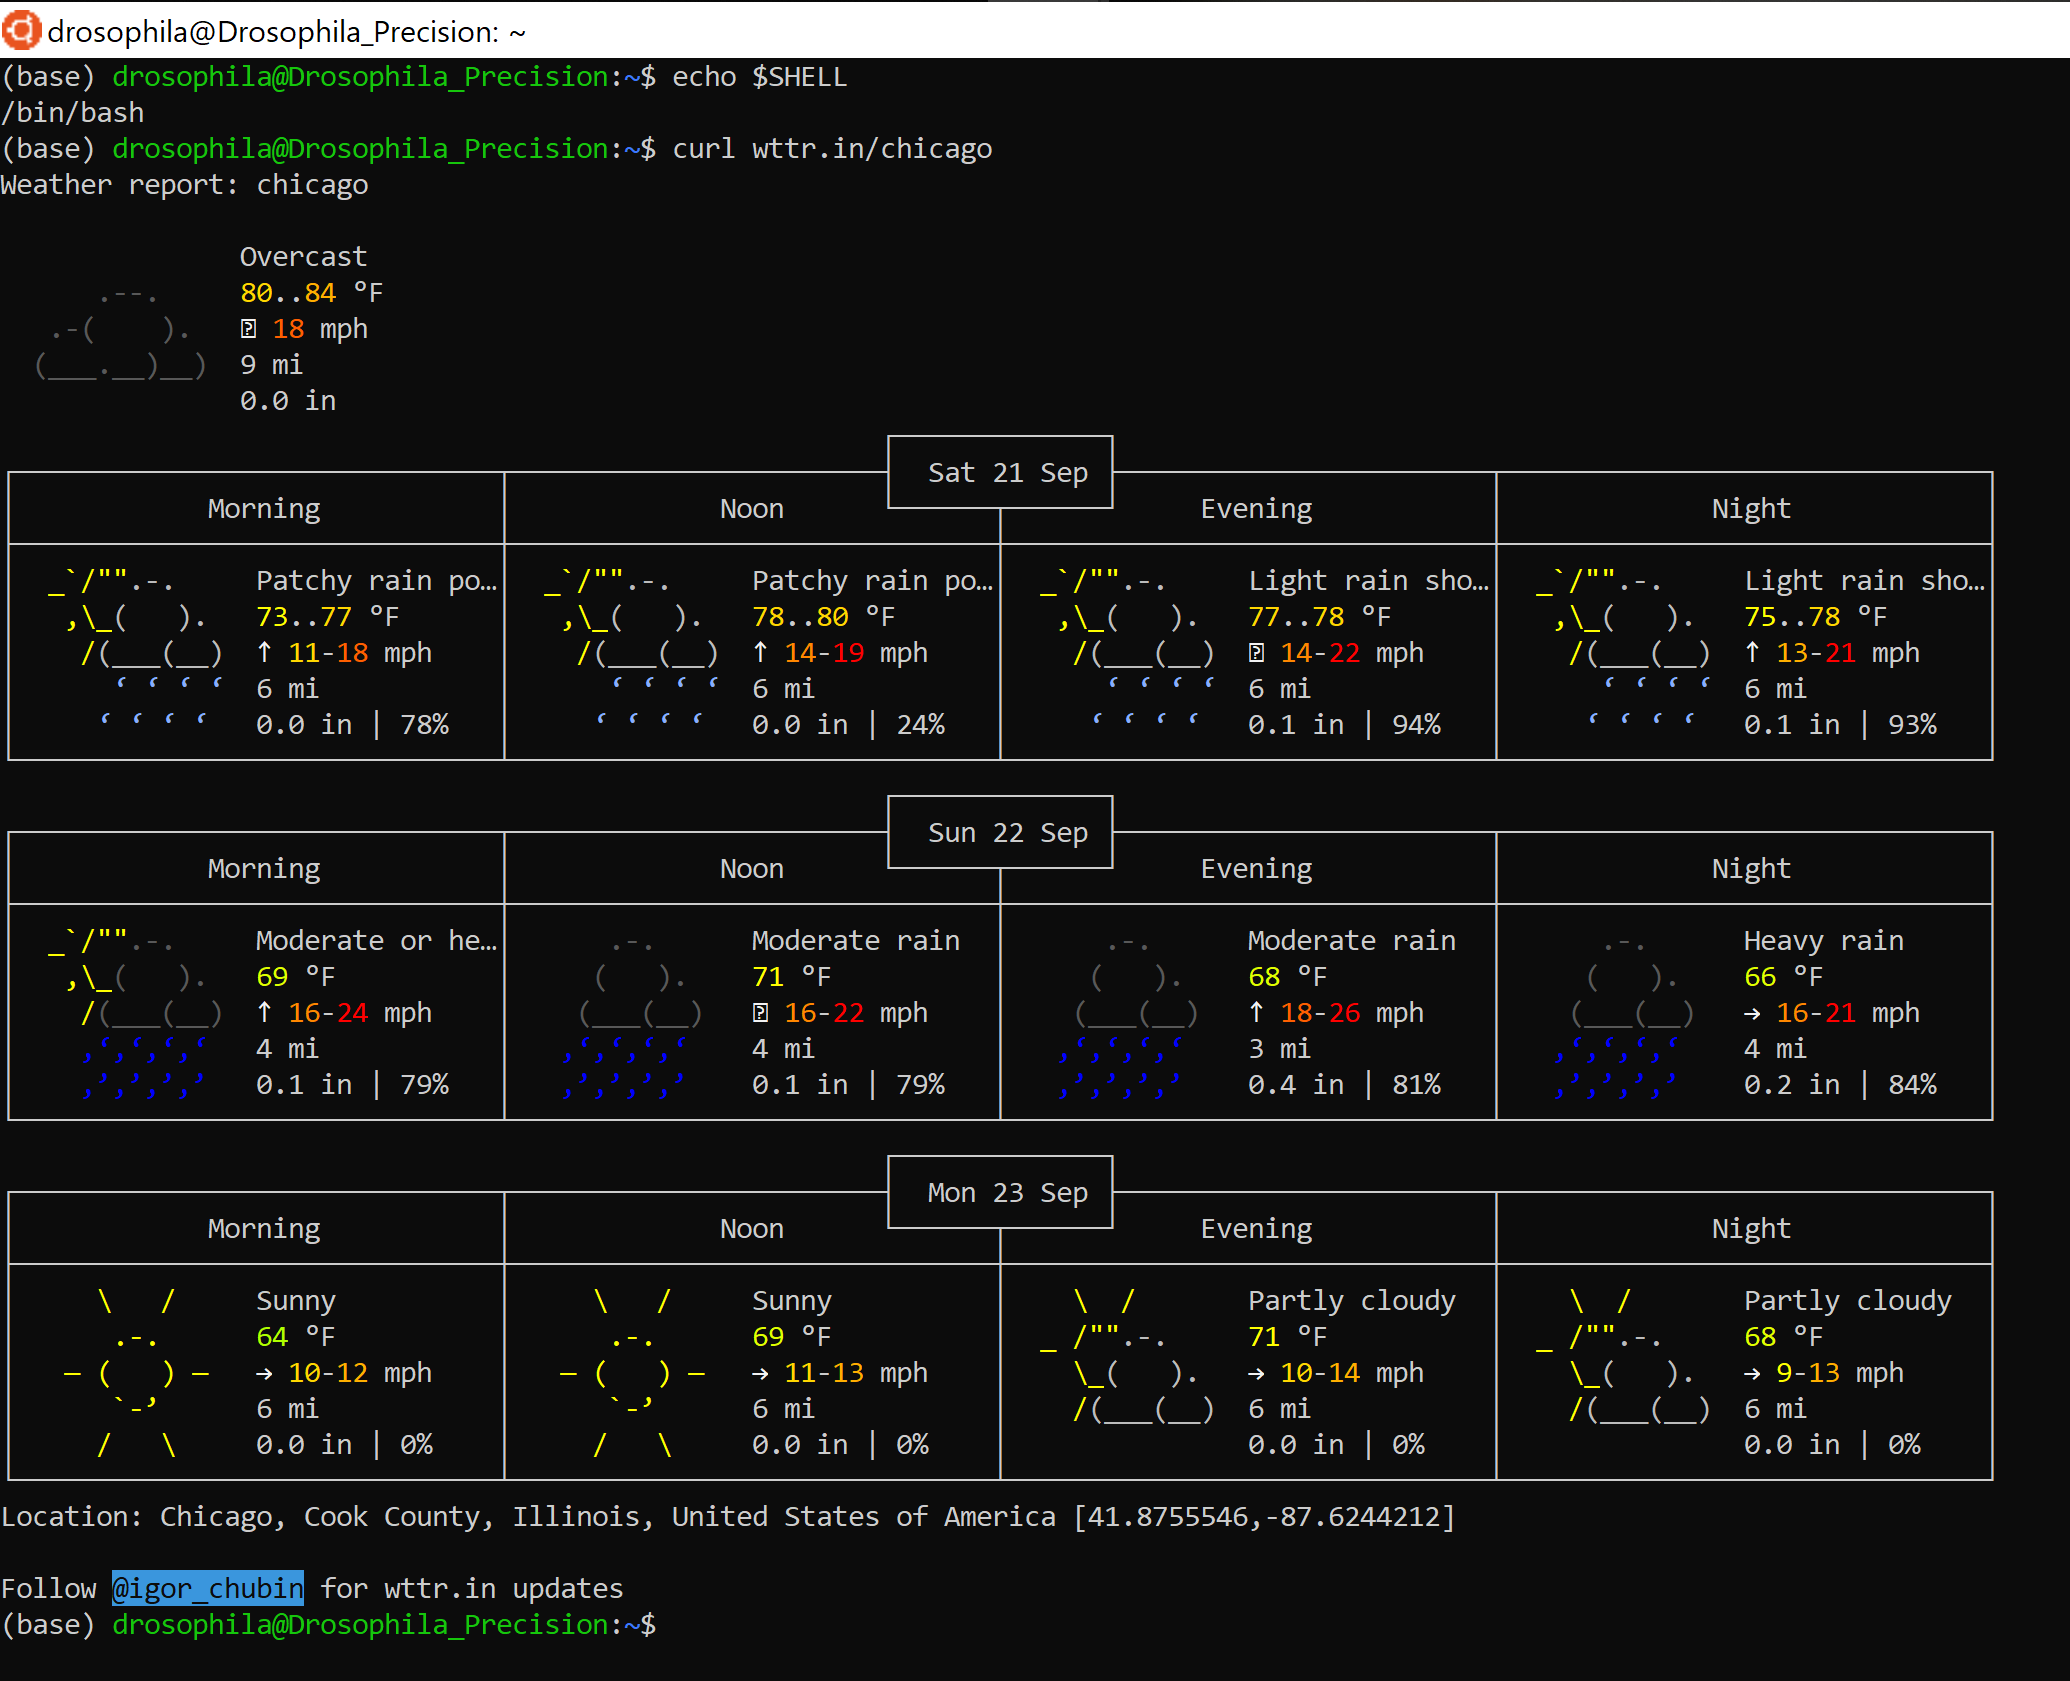 drosophila@Drosophila_Precision: ~
(base) drosophila@Drosophila_Precision:~$ echo $SHELL
/bin/bash
(base) drosophila@Drosophila_Precision:~$ curl wttr.in/chicago
Weather report: chicago
Overcast
80..84 °F
18 mph
9 mi
0.0 in
Sat 21 Sep
Morning Noon Evening Night
Patchy rain po… Patchy rain po… Light rain sho… Light rain sho…
73..77 °F 78..80 °F 77..78 °F 75..78 °F
↑ 11-18 mph ↑ 14-19 mph 14-22 mph ↑ 13-21 mph
6 mi 6 mi 6 mi 6 mi
0.0 in | 78% 0.0 in | 24% 0.1 in | 94% 0.1 in | 93%
Sun 22 Sep
Morning Noon Evening Night
Moderate or he… Moderate rain Moderate rain Heavy rain
69 °F 71 °F 68 °F 66 °F
↑ 16-24 mph 16-22 mph ↑ 18-26 mph → 16-21 mph
4 mi 4 mi 3 mi 4 mi
0.1 in | 79% 0.1 in | 79% 0.4 in | 81% 0.2 in | 84%
Mon 23 Sep
Morning Noon Evening Night
Sunny Sunny Partly cloudy Partly cloudy
64 °F 69 °F 71 °F 68 °F
→ 10-12 mph → 11-13 mph → 10-14 mph → 9-13 mph
6 mi 6 mi 6 mi 6 mi
0.0 in | 0% 0.0 in | 0% 0.0 in | 0% 0.0 in | 0%
Location: Chicago, Cook County, Illinois, United States of America [41.8755546,-87.6244212]
Follow @igor_chubin for wttr.in updates
(base) drosophila@Drosophila_Precision:~$